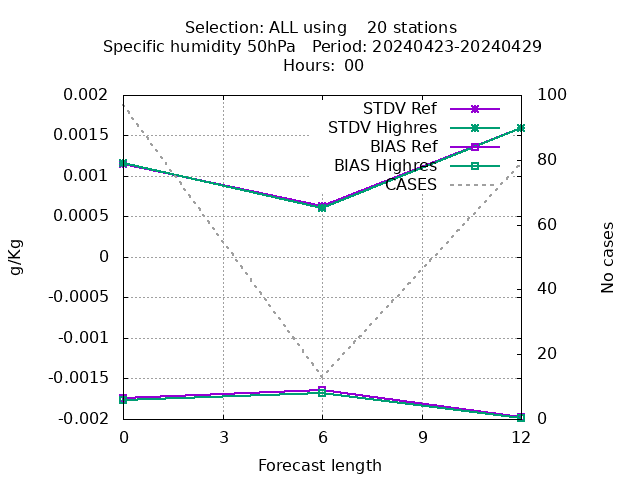 Selection: ALL using    20 stations
Specific humidity 50hPa   Period: 20240423-20240429
Hours: 00
0.002
0.0015
0.001
0.0005
0
-0.0005
-0.001
-0.0015
-0.002
g/Kg
STDV Ref
STDV Highres
BIAS Ref
BIAS Highres
CASES
100
80
60
40
20
0
No cases
0 3 6 9 12
Forecast length